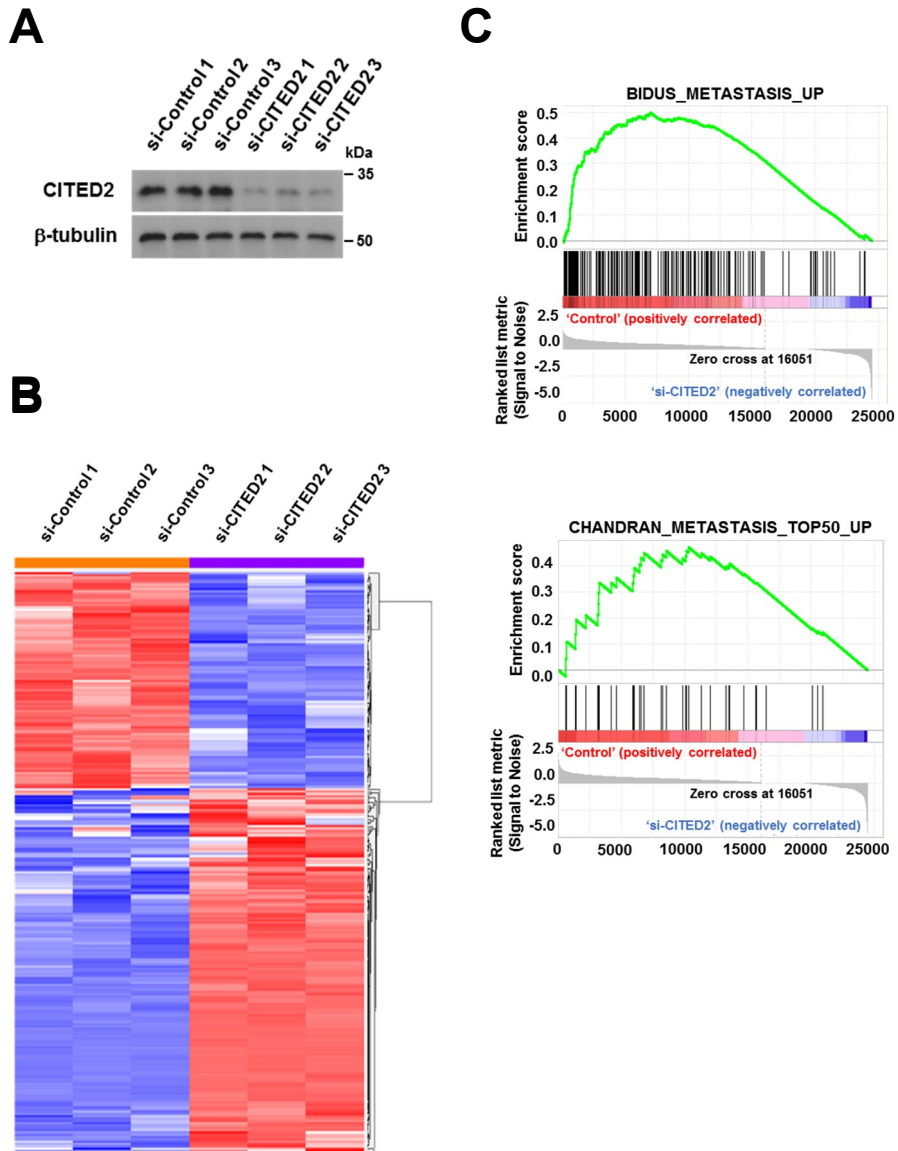 A
si-Control 1
si-Control 2
si-Control 3
si-CITED2 1
si-CITED2 2
si-CITED2 3
kDa
35
CITED2
β-tubulin
50
B
si-Control 1
si-Control 2
si-Control 3
si-CITED2 1
si-CITED2 2
si-CITED2 3
C
BIDUS_METASTASIS_UP
Enrichment score
0.5
0.4
0.3
0.2
0.1
0.0
Ranked list metric
(Signal to Noise)
2.5
0.0
-2.5
-5.0
‘Control’ (positively correlated)
Zero cross at 16051
‘si-CITED2’ (negatively correlated)
0 5000 10000 15000 20000 25000
CHANDRAN_METASTASIS_TOP50_UP
Enrichment score
0.4
0.3
0.2
0.1
0.0
Ranked list metric
(Signal to Noise)
2.5
0.0
-2.5
-5.0
‘Control’ (positively correlated)
Zero cross at 16051
‘si-CITED2’ (negatively correlated)
0 5000 10000 15000 20000 25000